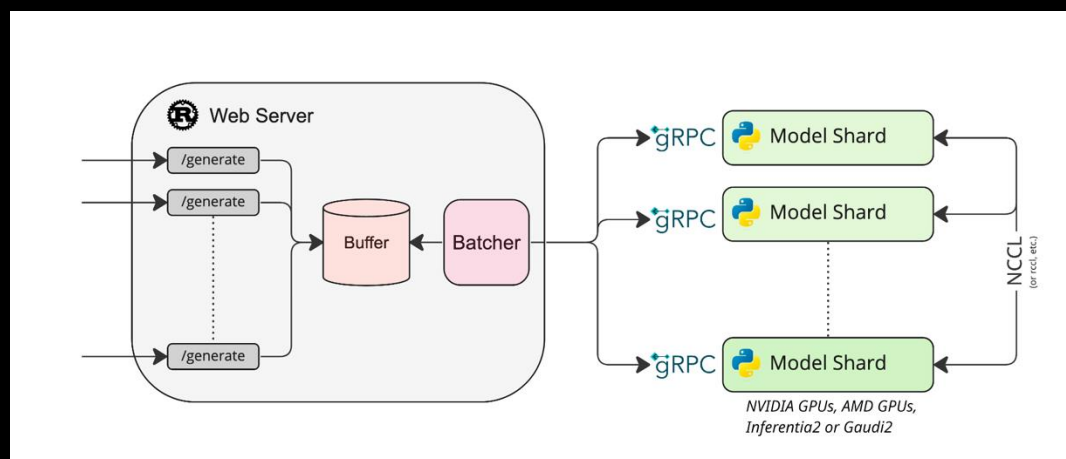 Web Server
/generate
/generate
/generate
Buffer
Batcher
gRPC
Model Shard
gRPC
Model Shard
gRPC
Model Shard
NCCL
(or rccl, etc.)
NVIDIA GPUs, AMD GPUs,
Inferentia2 or Gaudi2